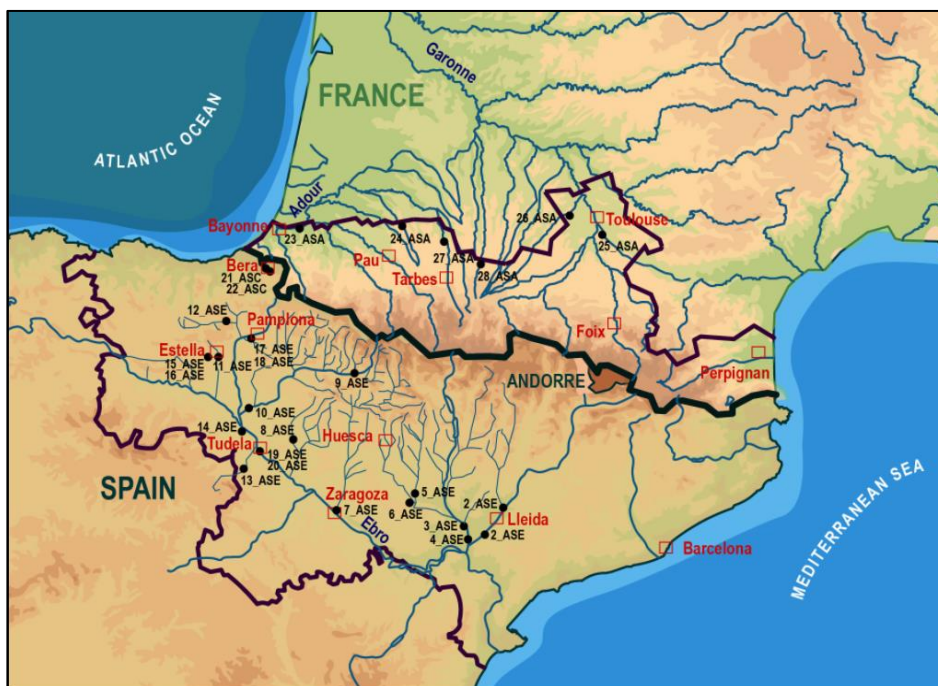 Garonne
FRANCE
ATLANTIC OCEAN
Adour
26_ASA
Toulouse
Bayonne
23_ASA
24_ASA
25_ASA
27_ASA
Bera
Pau
28_ASA
21_ASC
22_ASC
Tarbes
12_ASE
Pamplona
Foix
17_ASE
18_ASE
Estella
15_ASE
16_ASE
11_ASE
9_ASE
ANDORRE
Perpignan
10_ASE
14_ASE
8_ASE
Huesca
Tudela
19_ASE
20_ASE
13_ASE
SPAIN
Zaragoza
7_ASE
5_ASE
6_ASE
2_ASE
Lleida
3_ASE
4_ASE
2_ASE
Ebro
Barcelona
MEDITERRANEAN SEA